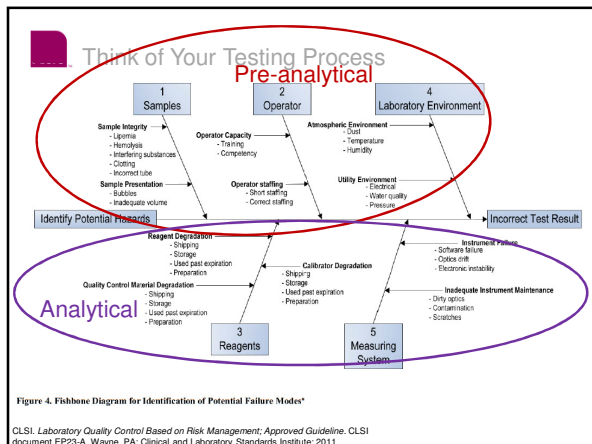 Think of Your Testing Process
Pre-analytical
1
Samples
2
Operator
4
Laboratory Environment
Sample Integrity
- Lipemia
- Hemolysis
- Interfering substances
- Clotting
- Incorrect tube
Sample Presentation
- Bubbles
- Inadequate volume
Operator Capacity
- Training
- Competency
Operator staffing
- Short staffing
- Correct staffing
Atmospheric Environment
- Dust
- Temperature
- Humidity
Utility Environment
- Electrical
- Water quality
- Pressure
Identify Potential Hazards
Incorrect Test Result
Analytical
Reagent Degradation
- Shipping
- Storage
- Used past expiration
- Preparation
Quality Control Material Degradation
- Shipping
- Storage
- Used past expiration
- Preparation
Calibrator Degradation
- Shipping
- Storage
- Used past expiration
- Preparation
Instrument Failure
- Software failure
- Optics drift
- Electronic instability
Inadequate Instrument Maintenance
- Dirty optics
- Contamination
- Scratches
3
Reagents
5
Measuring
System
Figure 4. Fishbone Diagram for Identification of Potential Failure Modes*
CLSI. Laboratory Quality Control Based on Risk Management; Approved Guideline. CLSI
document EP23-A. Wayne, PA: Clinical and Laboratory Standards Institute; 2011